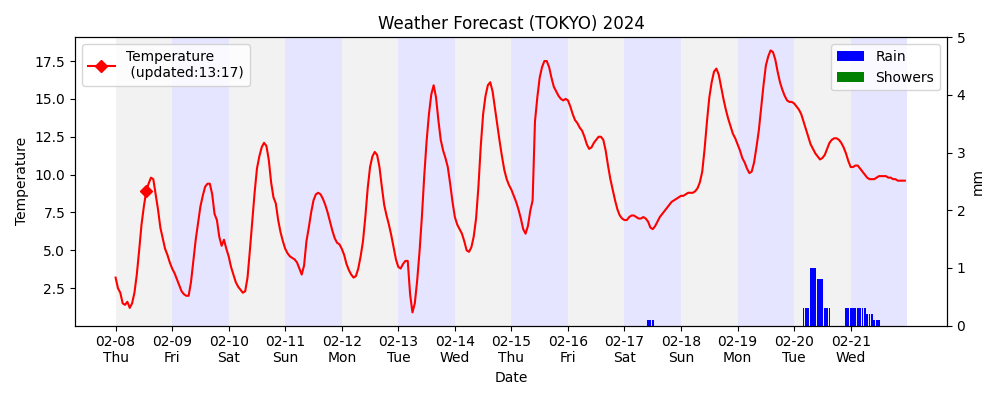 Weather Forecast (TOKYO) 2024
Temperature
(updated:13:17)
Rain
Showers
Temperature
17.5
15.0
12.5
10.0
7.5
5.0
2.5
5
4
3
2
1
0
mm
02-08 02-09 02-10 02-11 02-12 02-13 02-14 02-15 02-16 02-17 02-18 02-19 02-20 02-21
Thu Fri Sat Sun Mon Tue Wed Thu Fri Sat Sun Mon Tue Wed
Date